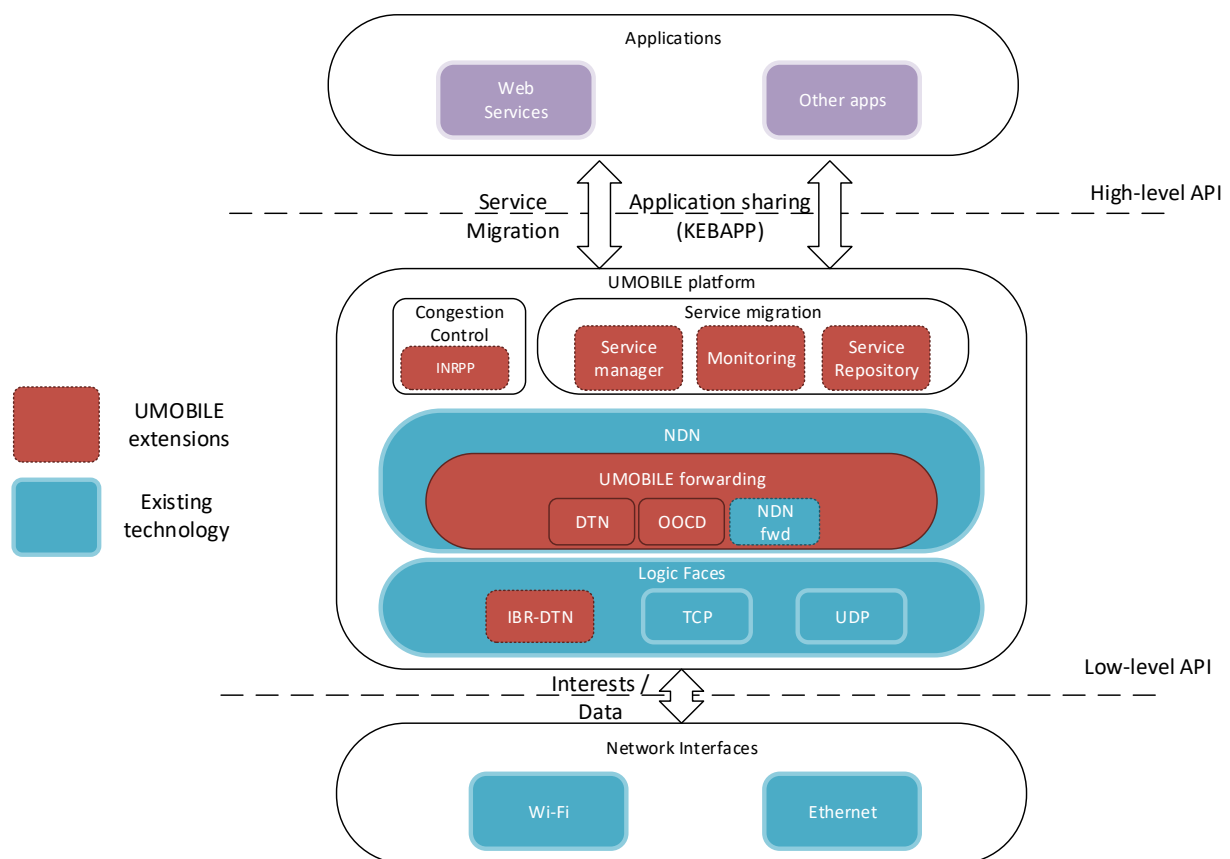 Applications
Web
Services
Other apps
High-level API
Service
Migration
Application sharing
(KEBAPP)
UMOBILE platform
Congestion
Control
INRPP
Service migration
Service
manager
Monitoring
Service
Repository
UMOBILE
extensions
Existing
technology
NDN
UMOBILE forwarding
DTN
OOCD
NDN
fwd
Logic Faces
IBR-DTN
TCP
UDP
Low-level API
Interests /
Data
Network Interfaces
Wi-Fi
Ethernet